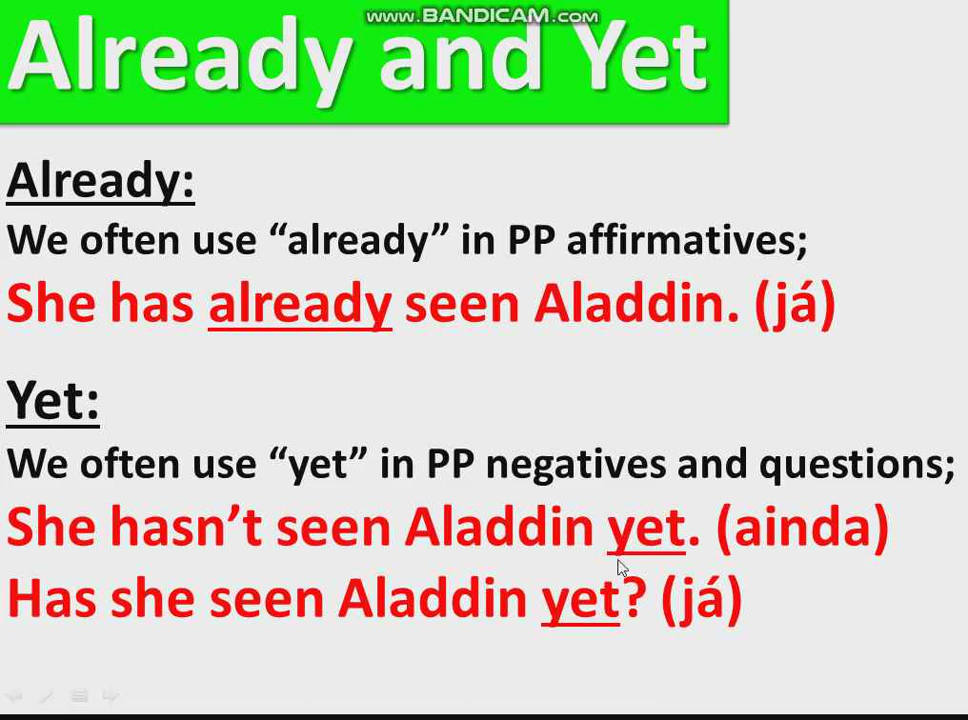 www.BANDICAM.com
Already and Yet
Already:
We often use “already” in PP affirmatives;
She has already seen Aladdin. (já)
Yet:
We often use “yet” in PP negatives and questions;
She hasn’t seen Aladdin yet. (ainda)
Has she seen Aladdin yet? (já)